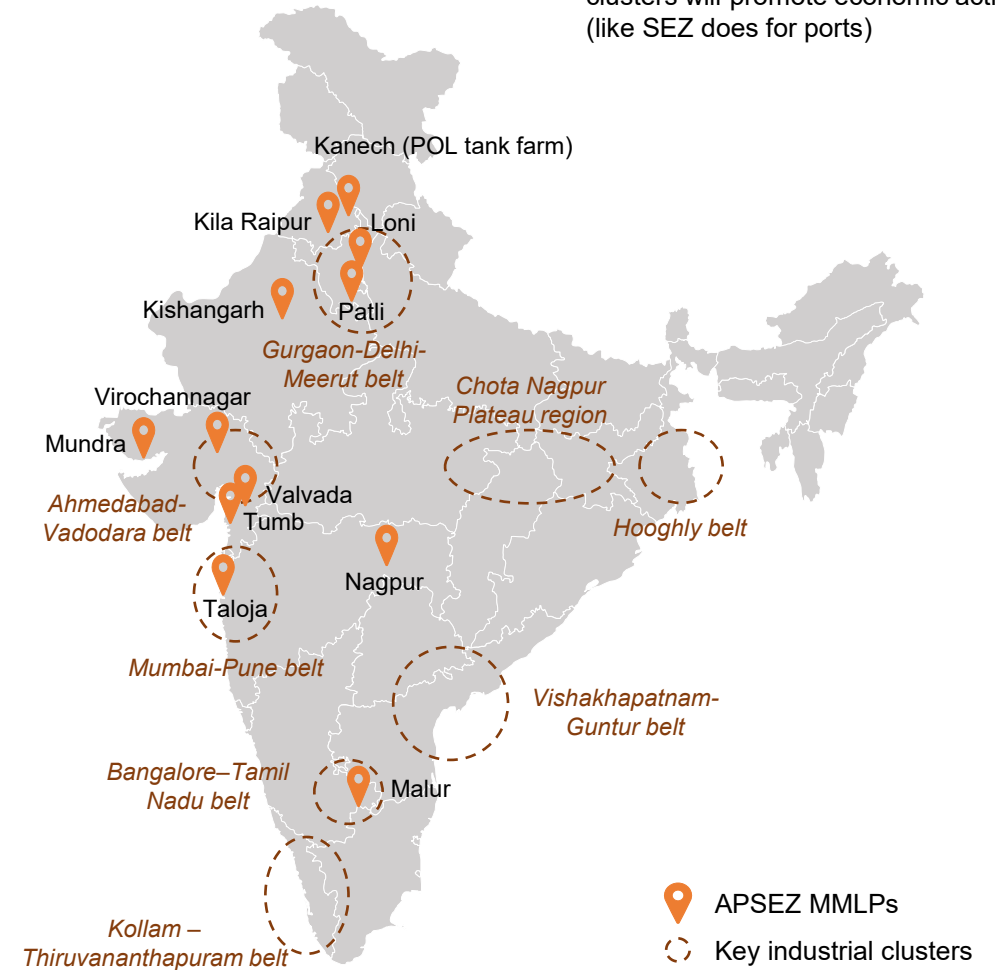 (like SEZ does for ports)
Kanech (POL tank farm)
Kila Raipur
Loni
Kishangarh
Patli
Gurgaon-Delhi-
Meerut belt
Chota Nagpur
Plateau region
Virochannagar
Mundra
Valvada
Ahmedabad-
Vadodara belt
Tumb
Hooghly belt
Nagpur
Taloja
Mumbai-Pune belt
Vishakhapatnam-
Guntur belt
Bangalore–Tamil
Nadu belt
Malur
Kollam –
Thiruvananthapuram belt
APSEZ MMLPs
Key industrial clusters